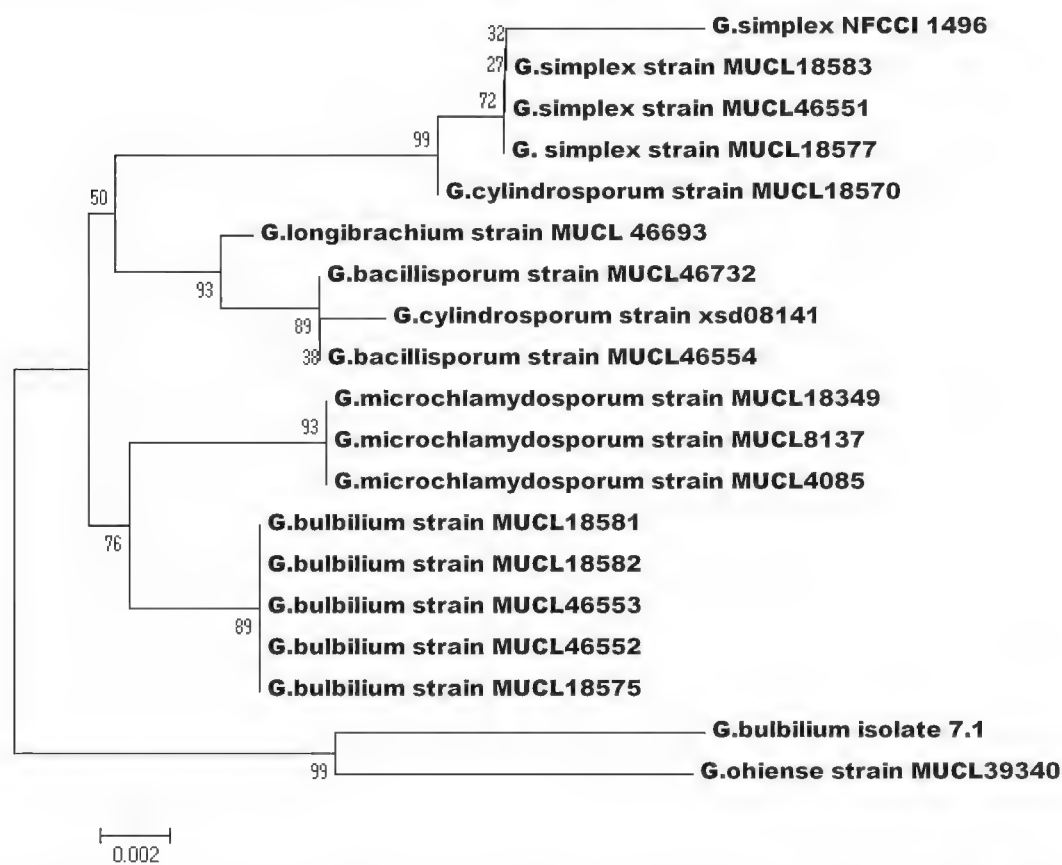 32
G.simplex NFCCI 1496
27
G.simplex strain MUCL18583
72
G.simplex strain MUCL46551
99
G. simplex strain MUCL18577
G.cylindrosporum strain MUCL18570
50
G.longibrachium strain MUCL 46693
93
G.bacillisporum strain MUCL46732
89
G.cylindrosporum strain xsd08141
38
G.bacillisporum strain MUCL46554
G.microchlamydosporum strain MUCL18349
93
G.microchlamydosporum strain MUCL8137
G.microchlamydosporum strain MUCL4085
G.bulbilium strain MUCL18581
76
G.bulbilium strain MUCL18582
G.bulbilium strain MUCL46553
89
G.bulbilium strain MUCL46552
G.bulbilium strain MUCL18575
G.bulbilium isolate 7.1
99
G.ohiense strain MUCL39340
0.002